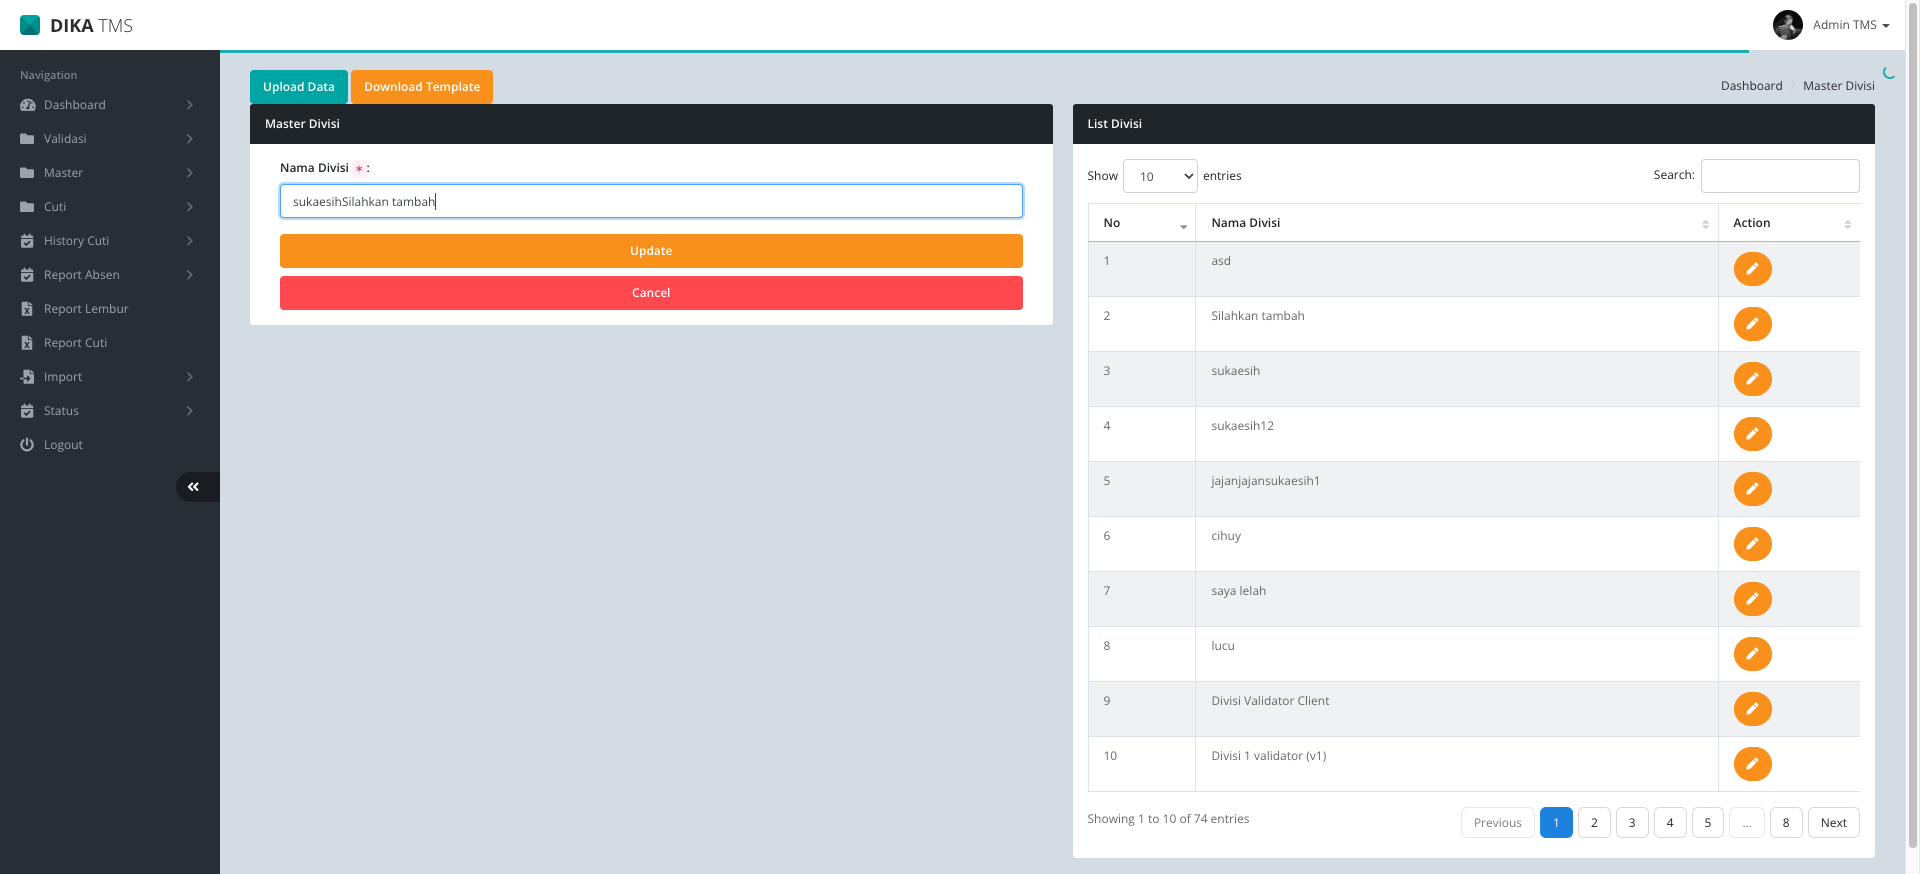 DIKA TMS
Admin TMS
Navigation
Dashboard
Validasi
Master
Cuti
History Cuti
Report Absen
Report Lembur
Report Cuti
Import
Status
Logout
Upload Data
Download Template
Dashboard / Master Divisi
Master Divisi
Nama Divisi * :
sukaesihSilahkan tambah
Update
Cancel
List Divisi
Show 10 entries
Search:
No Nama Divisi Action
1 asd
2 Silahkan tambah
3 sukaesih
4 sukaesih12
5 jajanjajansukaesih1
6 cihuy
7 saya lelah
8 lucu
9 Divisi Validator Client
10 Divisi 1 validator (v1)
Showing 1 to 10 of 74 entries
Previous 1 2 3 4 5 ... 8 Next